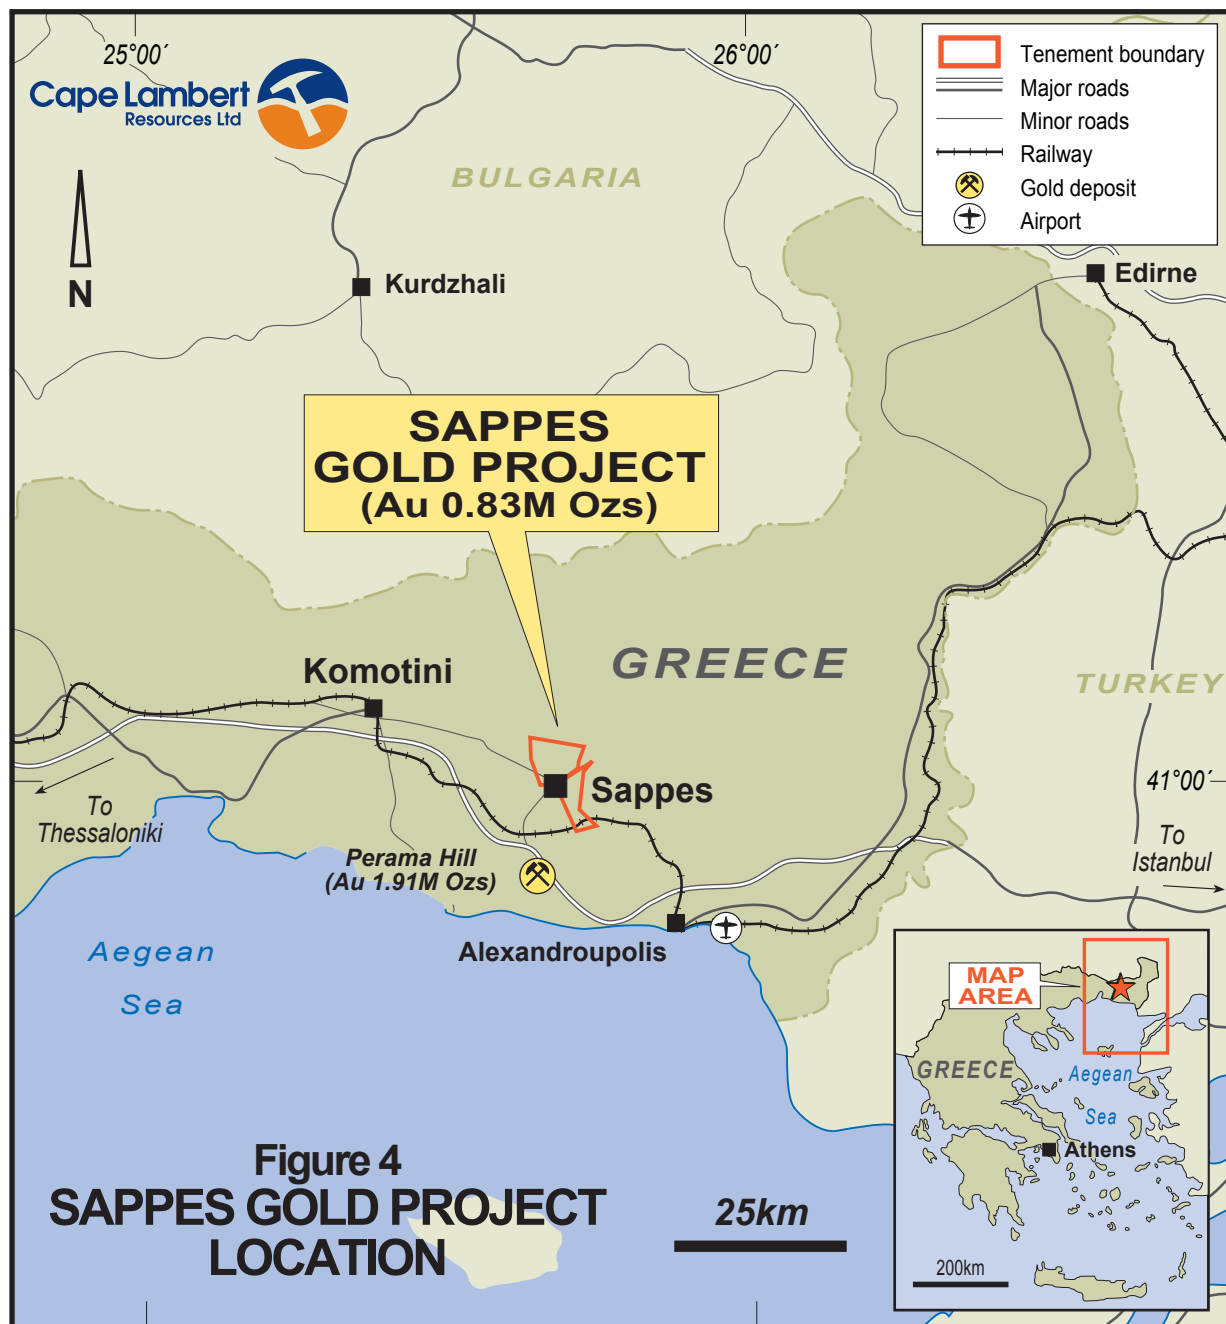 25°00´
26°00´
Cape Lambert
Resources Ltd
Tenement boundary
Major roads
Minor roads
Railway
Gold deposit
Airport
BULGARIA
N
Kurdzhali
Edirne
SAPPES
GOLD PROJECT
(Au 0.83M Ozs)
GREECE
Komotini
TURKEY
Sappes
41°00´
To
Thessaloniki
To
Istanbul
Perama Hill
(Au 1.91M Ozs)
Alexandroupolis
Aegean
Sea
MAP
AREA
GREECE
Aegean
Sea
Athens
200km
Figure 4
SAPPES GOLD PROJECT
LOCATION
25km